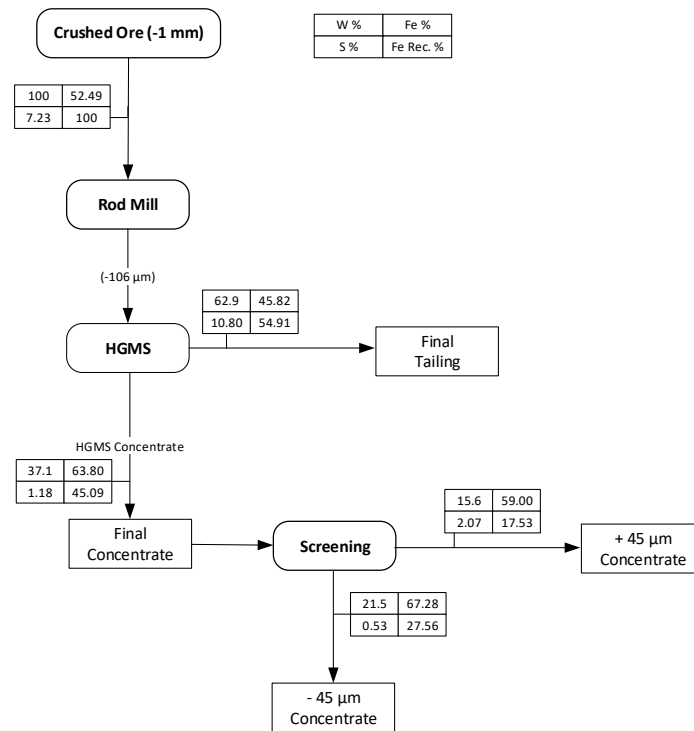 Crushed Ore (-1 mm)
W % Fe %
S % Fe Rec. %
100 52.49
7.23 100
Rod Mill
(-106 µm)
62.9 45.82
10.80 54.91
HGMS
Final
Tailing
HGMS Concentrate
37.1 63.80
1.18 45.09
15.6 59.00
2.07 17.53
Final
Concentrate
Screening
+ 45 µm
Concentrate
21.5 67.28
0.53 27.56
- 45 µm
Concentrate